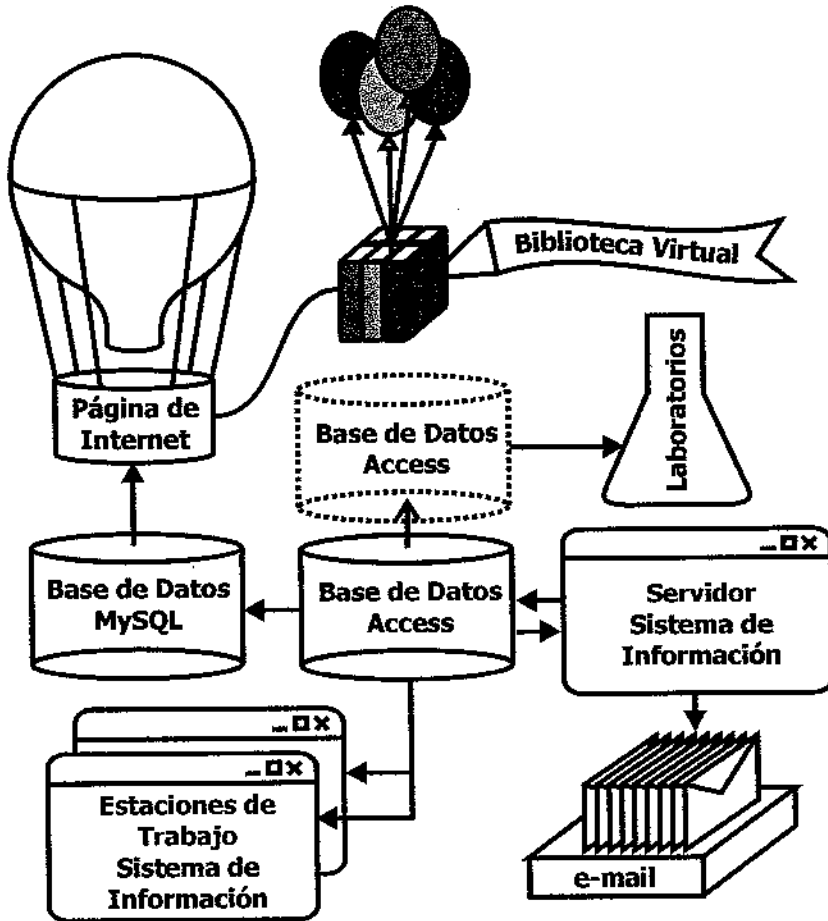 Biblioteca Virtual
Página de
Internet
Base de Datos
Access
Laboratorios
Base de Datos
MySQL
Base de Datos
Access
Servidor
Sistema de
Información
Estaciones de
Trabajo
Sistema de
Información
e-mail